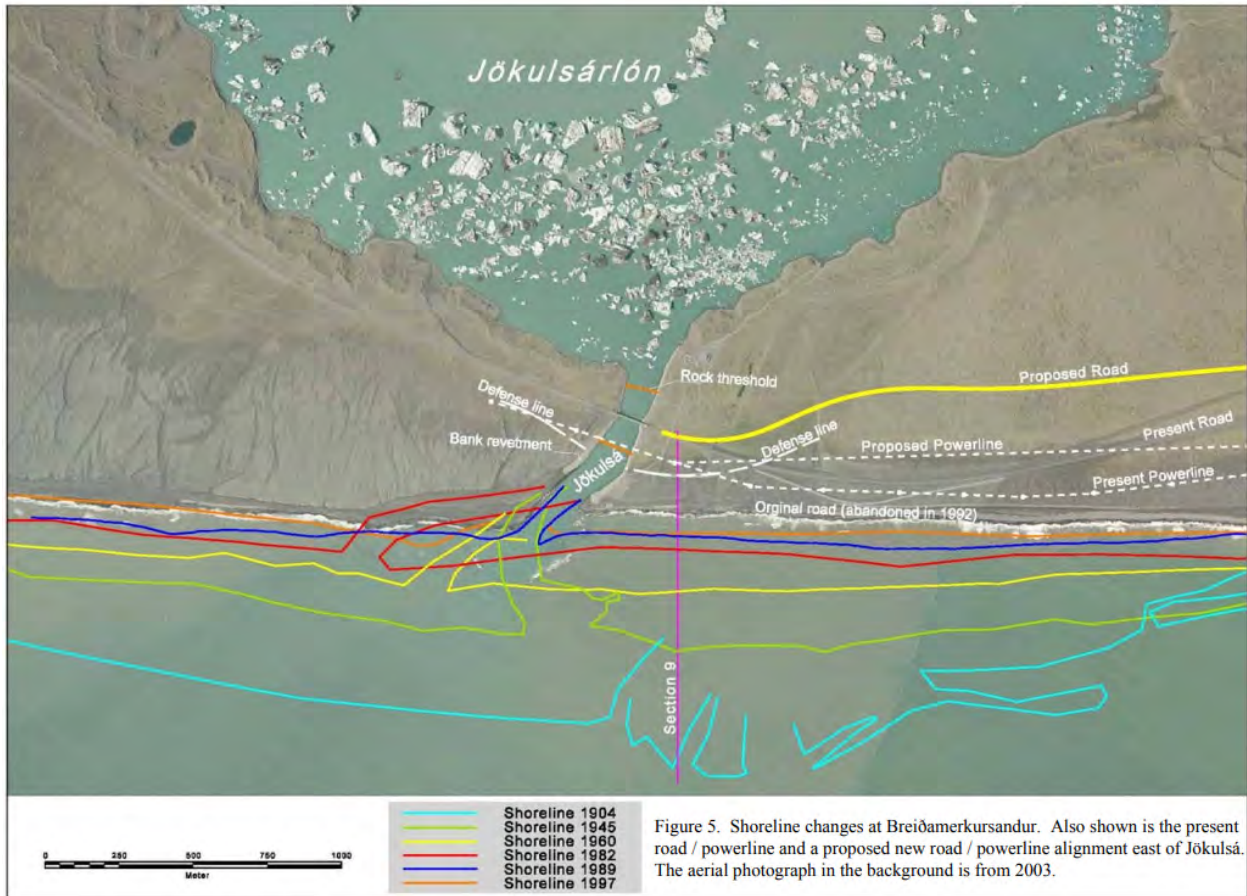 Jökulsárlón
Rock threshold
Proposed Road
Defense line
Defense line
Present Road
Bank revetment
Proposed Powerline
Jökulsá
Present Powerline
Orginal road (abandoned in 1992)
Section 9
0 250 500 750 1000
Meter
Shoreline 1904
Shoreline 1945
Shoreline 1960
Shoreline 1982
Shoreline 1989
Shoreline 1997
Figure 5. Shoreline changes at Breiðamerkursandur. Also shown is the present
road / powerline and a proposed new road / powerline alignment east of Jökulsá.
The aerial photograph in the background is from 2003.